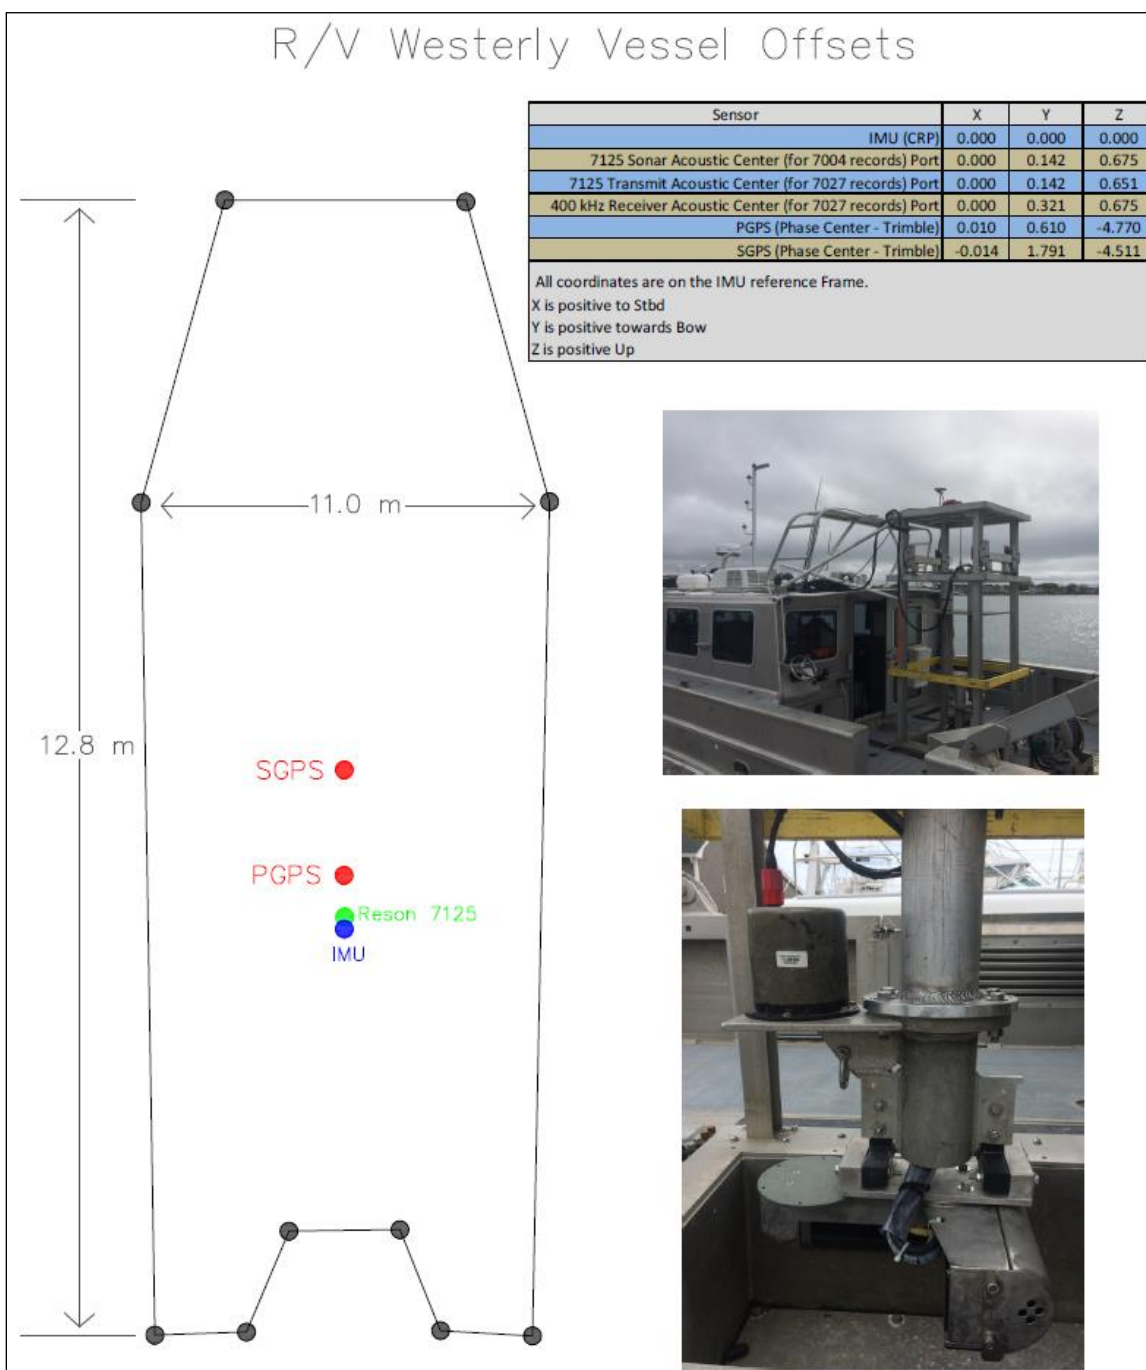 R/V Westerly Vessel Offsets
Sensor X Y Z
IMU (CRP) 0.000 0.000 0.000
7125 Sonar Acoustic Center (for 7004 records) Port 0.000 0.142 0.675
7125 Transmit Acoustic Center (for 7027 records) Port 0.000 0.142 0.651
400 kHz Receiver Acoustic Center (for 7027 records) Port 0.000 0.321 0.675
PGPS (Phase Center - Trimble) 0.010 0.610 -4.770
SGPS (Phase Center - Trimble) -0.014 1.791 -4.511
All coordinates are on the IMU reference Frame.
X is positive to Stbd
Y is positive towards Bow
Z is positive Up
11.0 m
12.8 m
SGPS
PGPS
Reson 7125
IMU